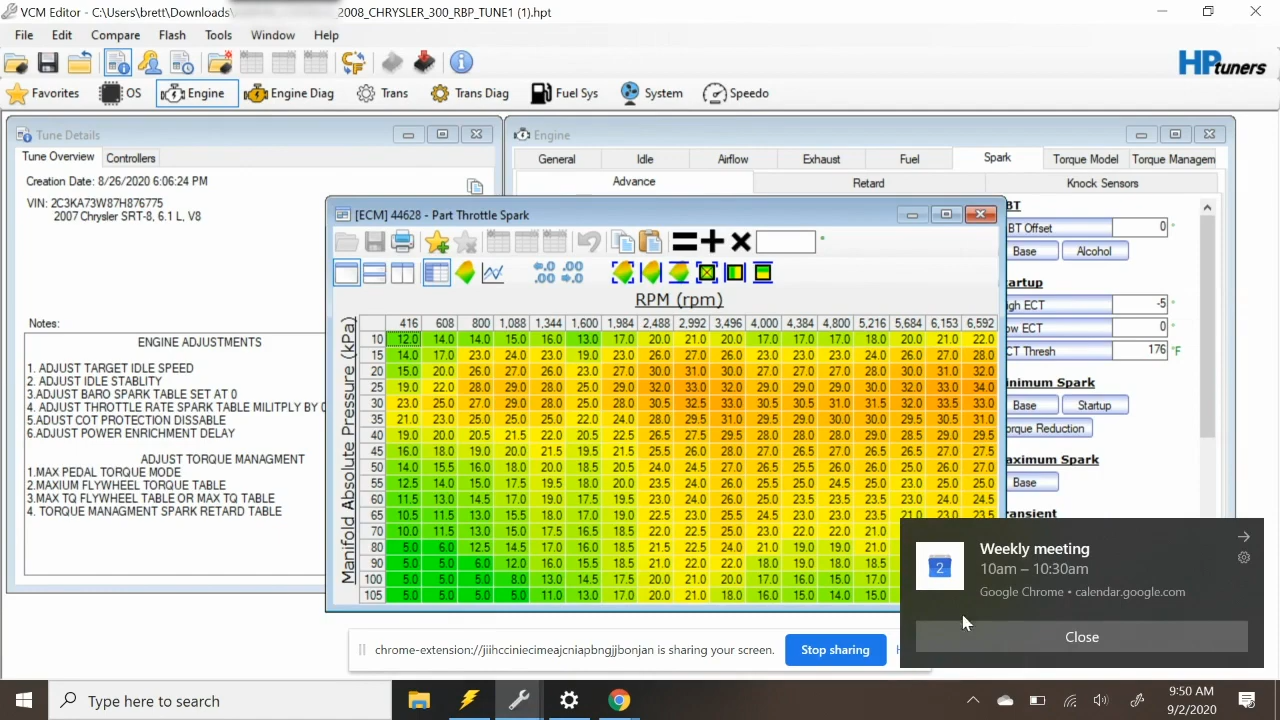 VCM Editor - C:\Users\brett\Downloads\ 2008_CHRYSLER_300_RBP_TUNE1 (1).hpt
File Edit Compare Flash Tools Window Help
HPtuners
Favorites OS Engine Engine Diag Trans Trans Diag Fuel Sys System Speedo
Tune Details
Tune Overview Controllers
Creation Date: 8/26/2020 6:06:24 PM
VIN: 2C3KA73W87H876775
2007 Chrysler SRT-8, 6.1 L, V8
Notes:
ENGINE ADJUSTMENTS
1. ADJUST TARGET IDLE SPEED
2. ADJUST IDLE STABLITY
3.ADJUST BARO SPARK TABLE SET AT 0
4. ADJUST THROTTLE RATE SPARK TABLE MILITPLY BY
5.ADJUST COT PROTECTION DISSABLE
6.ADJUST POWER ENRICHMENT DELAY
ADJUST TORQUE MANAGMENT
1.MAX PEDAL TORQUE MODE
2.MAXIUM FLYWHEEL TORQUE TABLE
3.MAX TQ FLYWHEEL TABLE OR MAX TQ TABLE
4. TORQUE MANAGMENT SPARK RETARD TABLE
Engine
General Idle Airflow Exhaust Fuel Spark Torque Model Torque Managem
Advance Retard Knock Sensors
BT
BT Offset 0 °
Base Alcohol
artup
igh ECT -5 °
ow ECT 0 °
CT Thresh 176 °F
inimum Spark
Base Startup
orque Reduction
aximum Spark
Base
ransient
[ECM] 44628 - Part Throttle Spark
RPM (rpm)
Manifold Absolute Pressure (kPa)
416 608 800 1,088 1,344 1,600 1,984 2,488 2,992 3,496 4,000 4,384 4,800 5,216 5,684 6,153 6,592
10 12.0 14.0 14.0 15.0 16.0 13.0 17.0 20.0 21.0 20.0 17.0 17.0 17.0 18.0 20.0 21.0 22.0
15 14.0 17.0 23.0 24.0 23.0 19.0 23.0 26.0 27.0 26.0 23.0 23.0 23.0 24.0 26.0 27.0 28.0
20 15.0 20.0 26.0 27.0 26.0 23.0 27.0 30.0 31.0 30.0 27.0 27.0 27.0 28.0 30.0 31.0 32.0
25 19.0 22.0 28.0 29.0 28.0 25.0 29.0 32.0 33.0 32.0 29.0 29.0 29.0 30.0 32.0 33.0 34.0
30 23.0 25.0 27.0 29.0 28.0 25.0 28.0 30.5 32.5 33.0 30.5 30.5 31.0 31.5 32.0 33.5 33.0
35 21.0 23.0 25.0 25.0 25.0 22.0 24.0 28.0 29.5 31.0 29.5 29.0 30.0 30.0 29.5 30.5 31.0
40 19.0 20.0 20.5 21.5 22.0 20.5 22.5 26.5 27.5 29.5 28.0 28.0 28.0 29.0 28.5 29.0 29.5
45 16.0 18.0 19.0 20.0 21.5 19.5 21.5 25.5 26.0 28.0 27.0 27.0 27.0 26.5 26.5 27.0 27.5
50 14.0 15.5 16.0 18.0 20.0 18.5 20.5 24.0 24.5 27.0 26.5 25.5 26.0 26.5 25.0 26.0 27.0
55 12.5 14.0 15.0 17.5 19.5 18.0 20.0 23.5 24.0 26.5 25.5 25.0 25.5 24.5 23.0 25.0 25.0
60 11.5 13.0 14.5 17.0 19.0 17.5 19.5 23.0 24.0 26.0 25.0 23.5 23.5 24.0 23.0 24.0 24.5
65 10.5 11.5 13.0 15.5 18.0 17.0 19.0 22.5 23.0 25.5 24.5 23.0 23.0 23.5 21.0 23.0 23.5
70 10.0 11.5 13.0 15.0 17.5 16.5 18.5 22.0 22.5 25.0 23.0 22.0 22.0 21.0
80 5.0 6.0 12.5 14.5 17.0 16.0 18.5 21.5 22.5 24.0 21.0 19.0 19.0 21.0
90 5.0 5.0 6.0 12.0 16.0 15.5 18.5 21.0 22.0 22.0 18.0 19.0 18.0 18.5
100 5.0 5.0 5.0 8.0 13.0 14.5 17.5 20.0 21.0 20.0 17.0 16.0 15.0 17.0
105 5.0 5.0 5.0 5.0 11.0 13.0 17.0 20.0 21.0 18.0 16.0 15.0 14.0 15.0
Weekly meeting
10am – 10:30am
Google Chrome • calendar.google.com
Close
chrome-extension://jiihcciniecimeajcniapbngjjbonjan is sharing your screen. Stop sharing
Type here to search
9:50 AM
9/2/2020